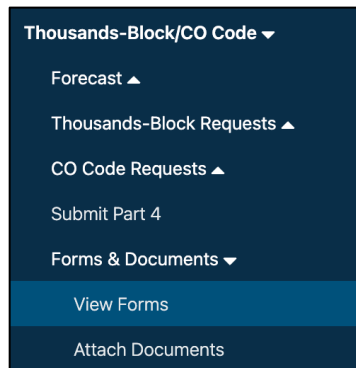 Thousands-Block/CO Code
Forecast
Thousands-Block Requests
CO Code Requests
Submit Part 4
Forms & Documents
View Forms
Attach Documents